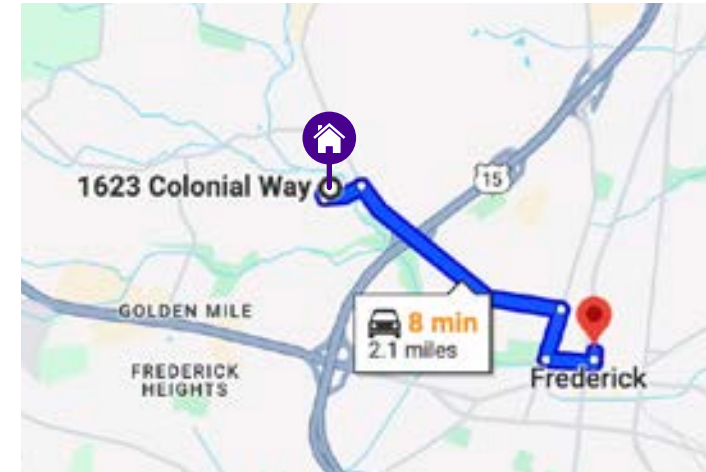 15
1623 Colonial Way
GOLDEN MILE
8 min
2.1 miles
FREDERICK
HEIGHTS
Frederick